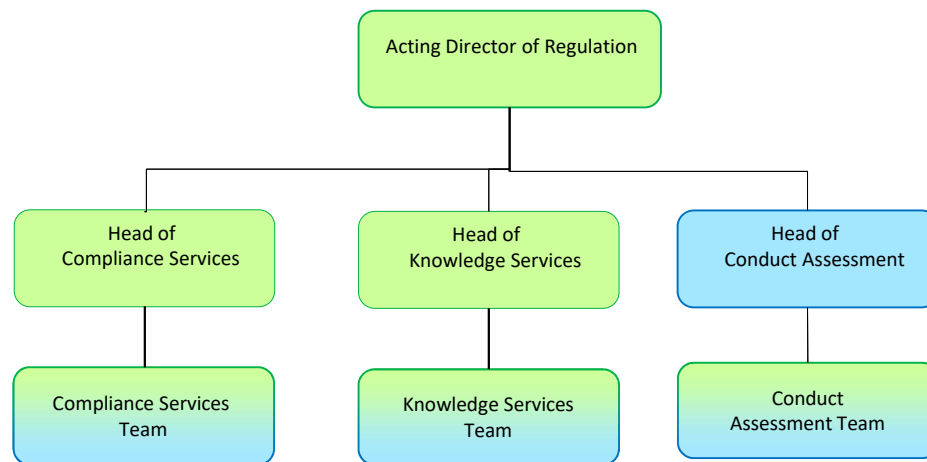 Acting Director of Regulation
Head of
Compliance Services
Head of
Knowledge Services
Head of
Conduct Assessment
Compliance Services
Team
Knowledge Services
Team
Conduct
Assessment Team